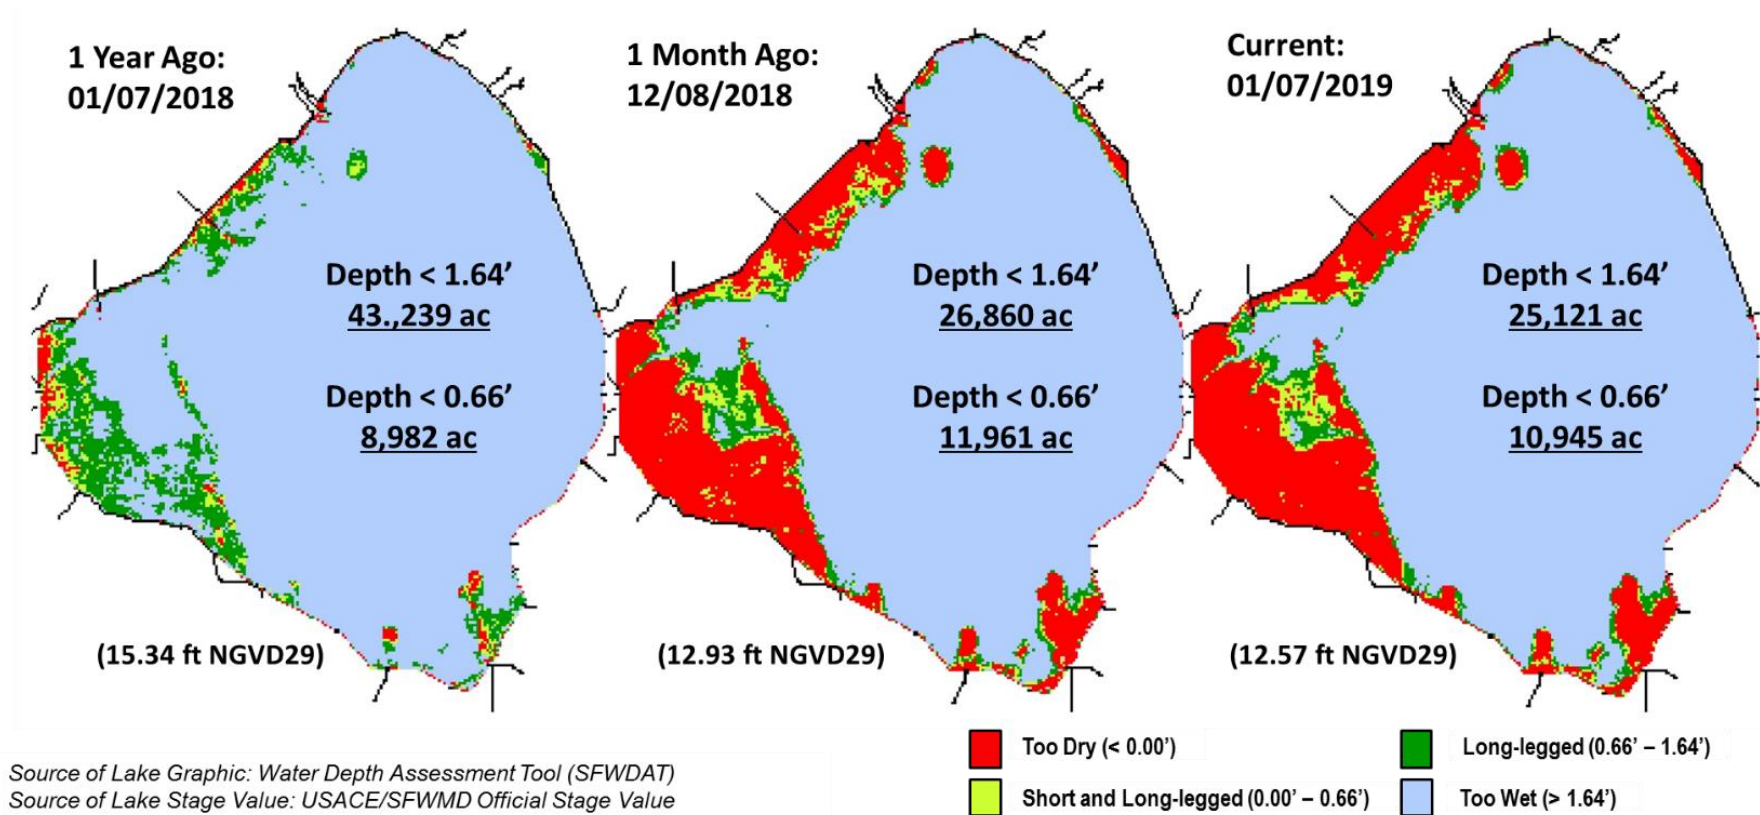 1 Year Ago:
01/07/2018
Depth < 1.64’
43.,239 ac
Depth < 0.66’
8,982 ac
(15.34 ft NGVD29)
1 Month Ago:
12/08/2018
Depth < 1.64’
26,860 ac
Depth < 0.66’
11,961 ac
(12.93 ft NGVD29)
Current:
01/07/2019
Depth < 1.64’
25,121 ac
Depth < 0.66’
10,945 ac
(12.57 ft NGVD29)
Too Dry (< 0.00’)
Short and Long-legged (0.00’ – 0.66’)
Long-legged (0.66’ – 1.64’)
Too Wet (> 1.64’)
Source of Lake Graphic: Water Depth Assessment Tool (SFWDAT)
Source of Lake Stage Value: USACE/SFWMD Official Stage Value